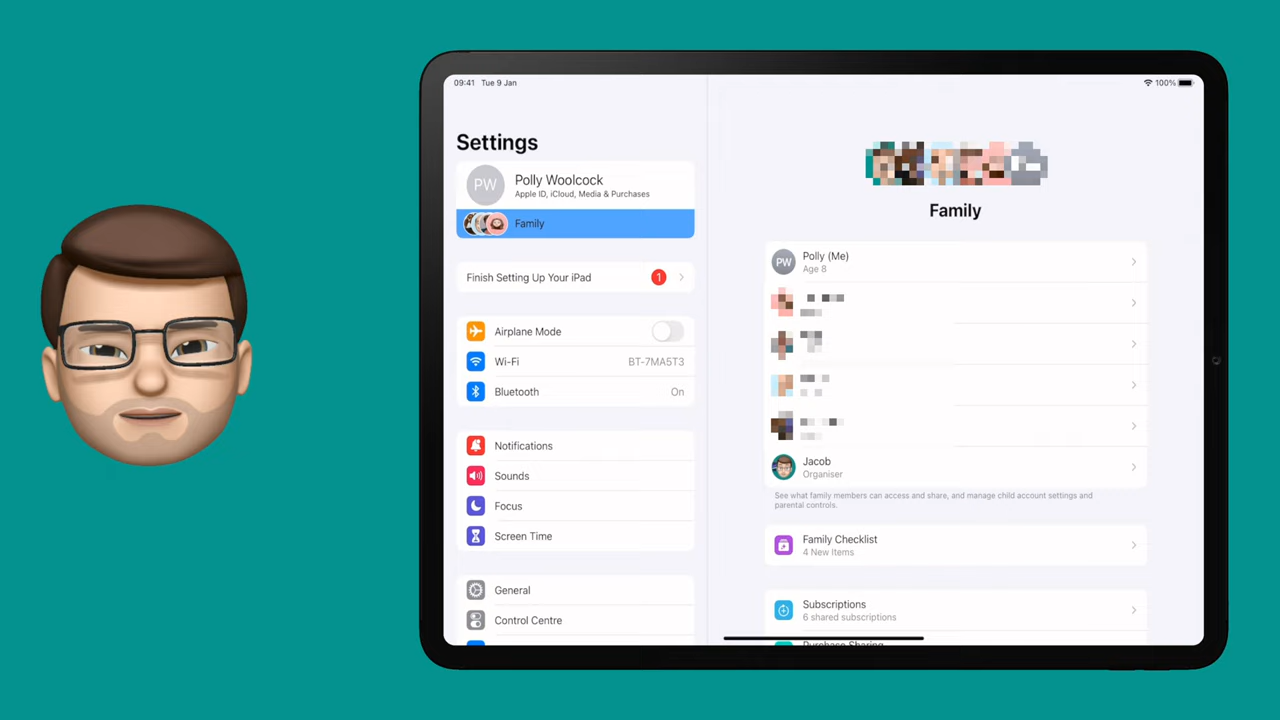 09:41 Tue 9 Jan
100%
Settings
PW
Polly Woolcock
Apple ID, iCloud, Media & Purchases
Family
Finish Setting Up Your iPad
1
Airplane Mode
Wi-Fi
BT-7MA5T3
Bluetooth
On
Notifications
Sounds
Focus
Screen Time
General
Control Centre
Family
PW
Polly (Me)
Age 8
Jacob
Organiser
See what family members can access and share, and manage child account settings and
parental controls.
Family Checklist
4 New Items
Subscriptions
6 shared subscriptions
Purchase Sharing